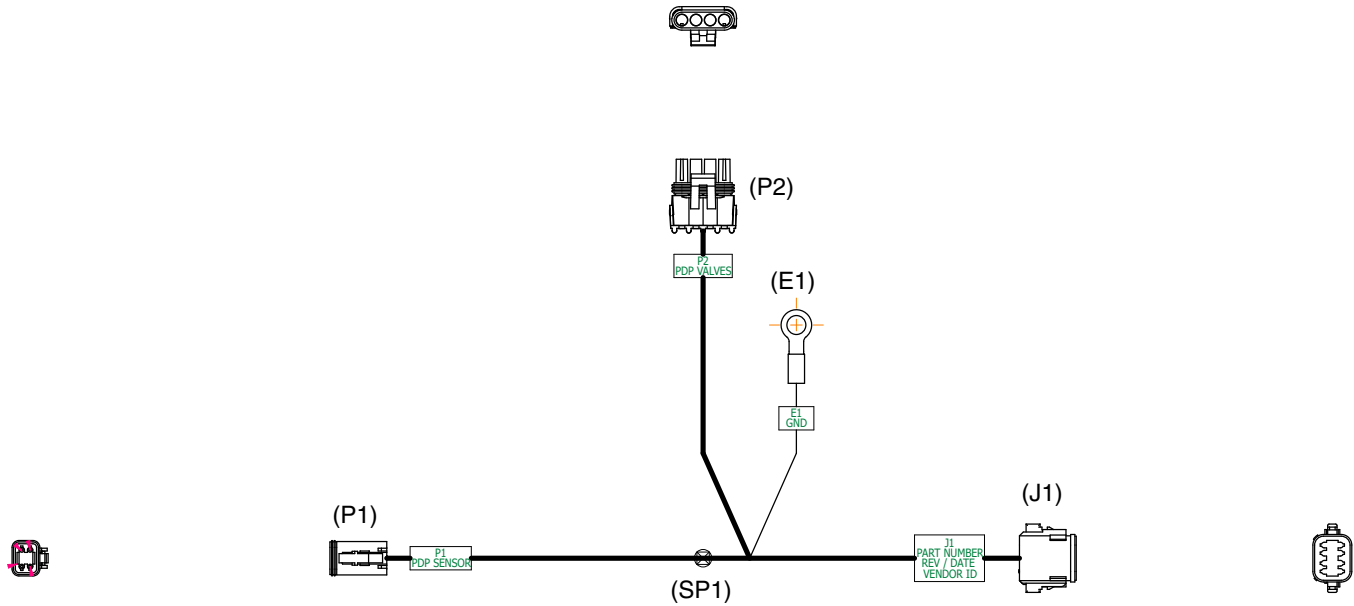 (P2)
P2
PDP VALVES
(E1)
E1
GND
(J1)
(P1)
J1
PART NUMBER
REV / DATE
VENDOR ID
P1
PDP SENSOR
(SP1)